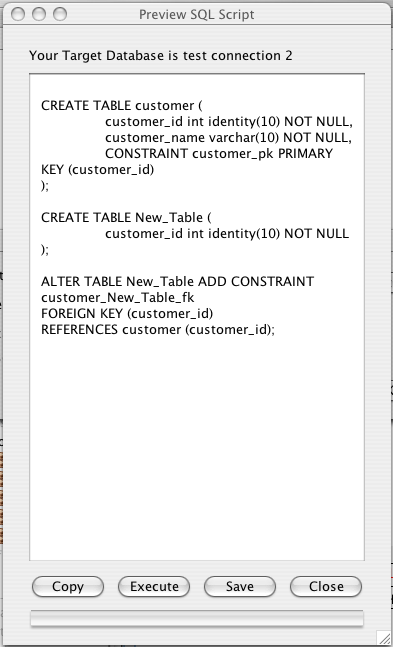 Preview SQL Script
Your Target Database is test connection 2
CREATE TABLE customer (
customer_id int identity(10) NOT NULL,
customer_name varchar(10) NOT NULL,
CONSTRAINT customer_pk PRIMARY
KEY (customer_id)
);
CREATE TABLE New_Table (
customer_id int identity(10) NOT NULL
);
ALTER TABLE New_Table ADD CONSTRAINT
customer_New_Table_fk
FOREIGN KEY (customer_id)
REFERENCES customer (customer_id);
Copy Execute Save Close